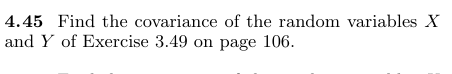 4.45 Find the covariance of the random variables X
and Y of Exercise 3.49 on page 106.